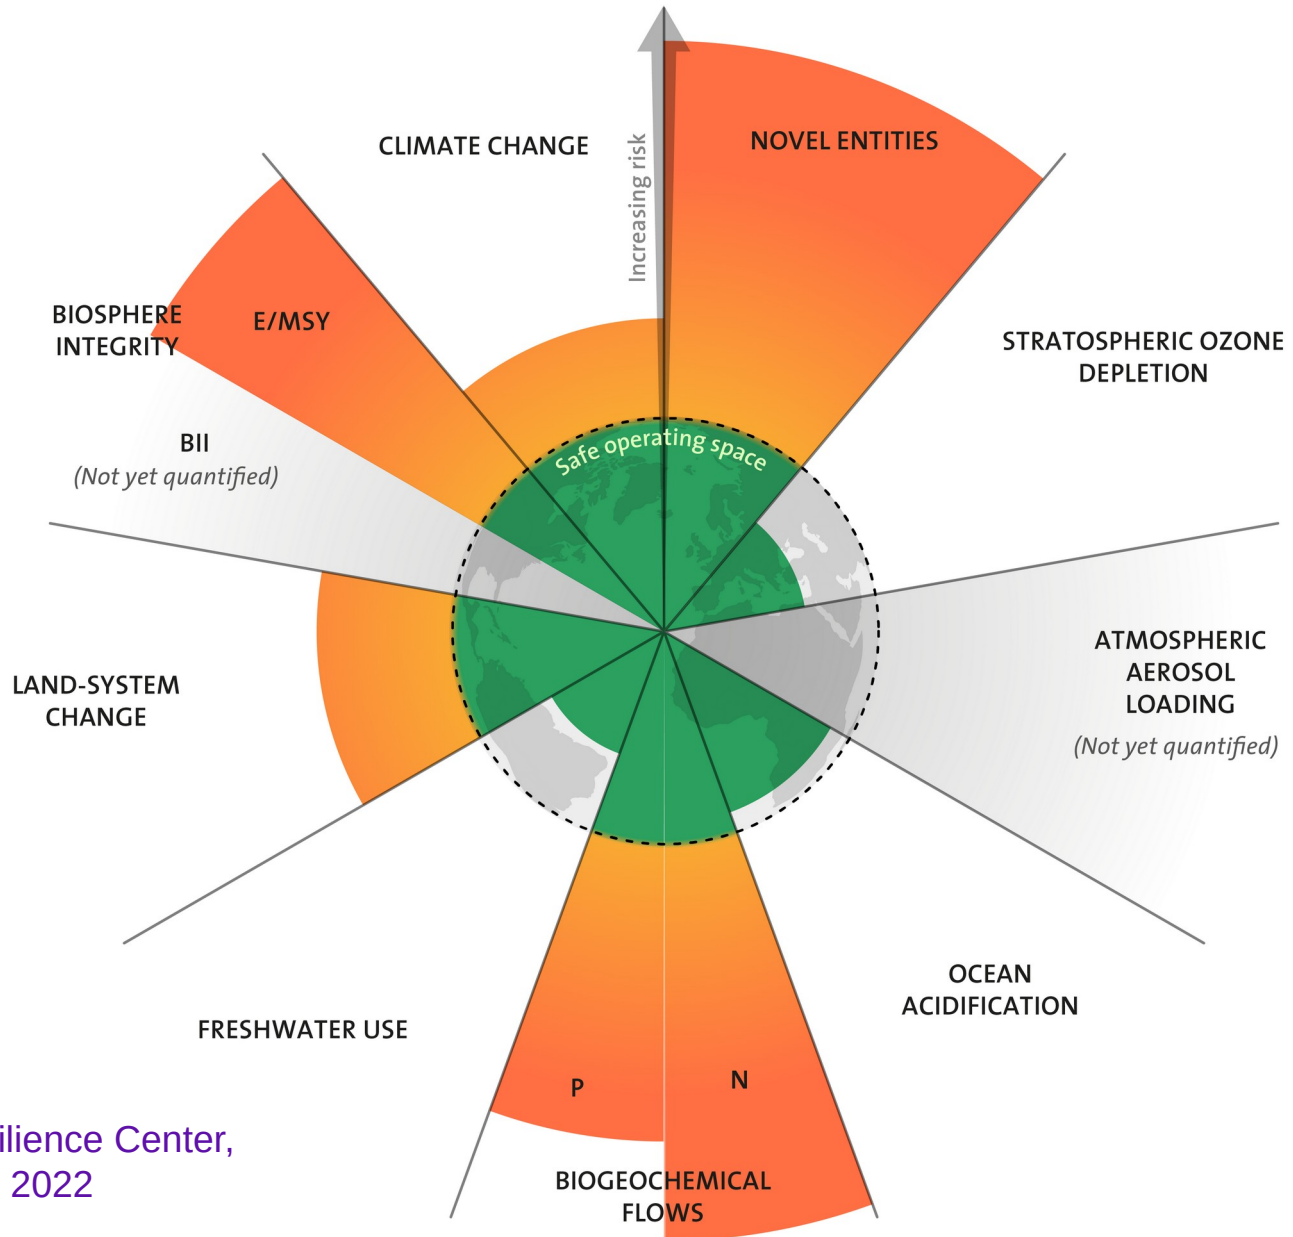 CLIMATE CHANGE
Increasing risk
NOVEL ENTITIES
BIOSPHERE
INTEGRITY
E/MSY
STRATOSPHERIC OZONE
DEPLETION
BII
(Not yet quantified)
Safe operating space
ATMOSPHERIC
AEROSOL
LOADING
(Not yet quantified)
LAND-SYSTEM
CHANGE
OCEAN
ACIDIFICATION
FRESHWATER USE
P
N
BIOGEOCHEMICAL
FLOWS
ilience Center,
2022